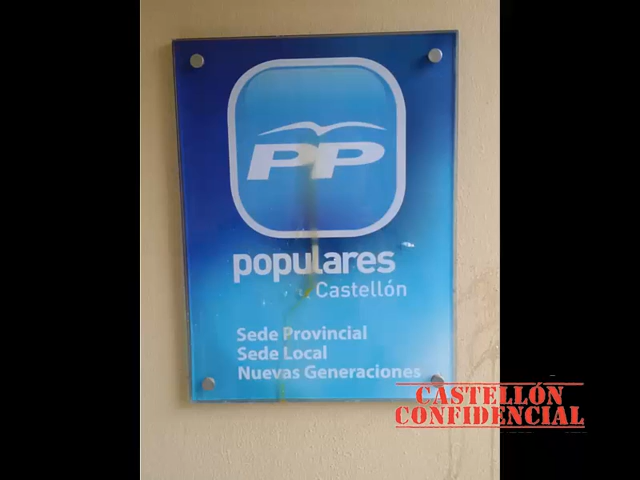 PP
populares
Castellón
Sede Provincial
Sede Local
Nuevas Generaciones
CASTELLÓN
CONFIDENCIAL